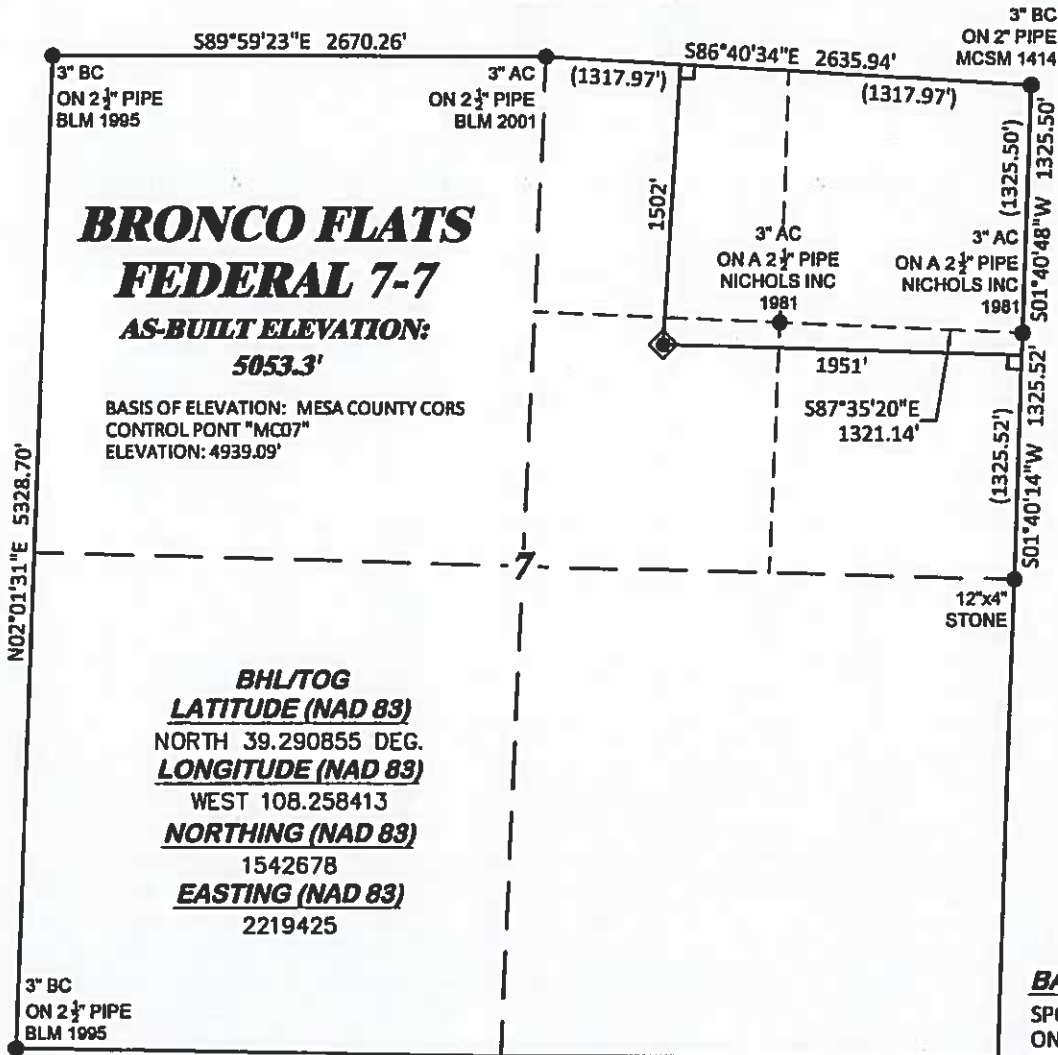 3" BC
ON 2" PIPE
MCSM 1414
S89°59'23"E 2670.26'
S86°40'34"E 2635.94'
3" BC
ON 2½" PIPE
BLM 1995
3" AC
ON 2½" PIPE
BLM 2001
(1317.97')
(1317.97')
(1325.50')
S01°40'48"W 1325.50'
1502'
BRONCO FLATS
FEDERAL 7-7
AS-BUILT ELEVATION:
5053.3'
BASIS OF ELEVATION: MESA COUNTY CORS
CONTROL PONT "MC07"
ELEVATION: 4939.09'
3" AC
ON A 2½" PIPE
NICHOLS INC
1981
3" AC
ON A 2½" PIPE
NICHOLS INC
1981
1951'
S87°35'20"E
1321.14'
(1325.52')
S01°40'14"W 1325.52'
N02°01'31"E 5328.70'
7
12"x4"
STONE
BHL/TOG
LATITUDE (NAD 83)
NORTH 39.290855 DEG.
LONGITUDE (NAD 83)
WEST 108.258413
NORTHING (NAD 83)
1542678
EASTING (NAD 83)
2219425
3" BC
ON 2½" PIPE
BLM 1995
BA
ON